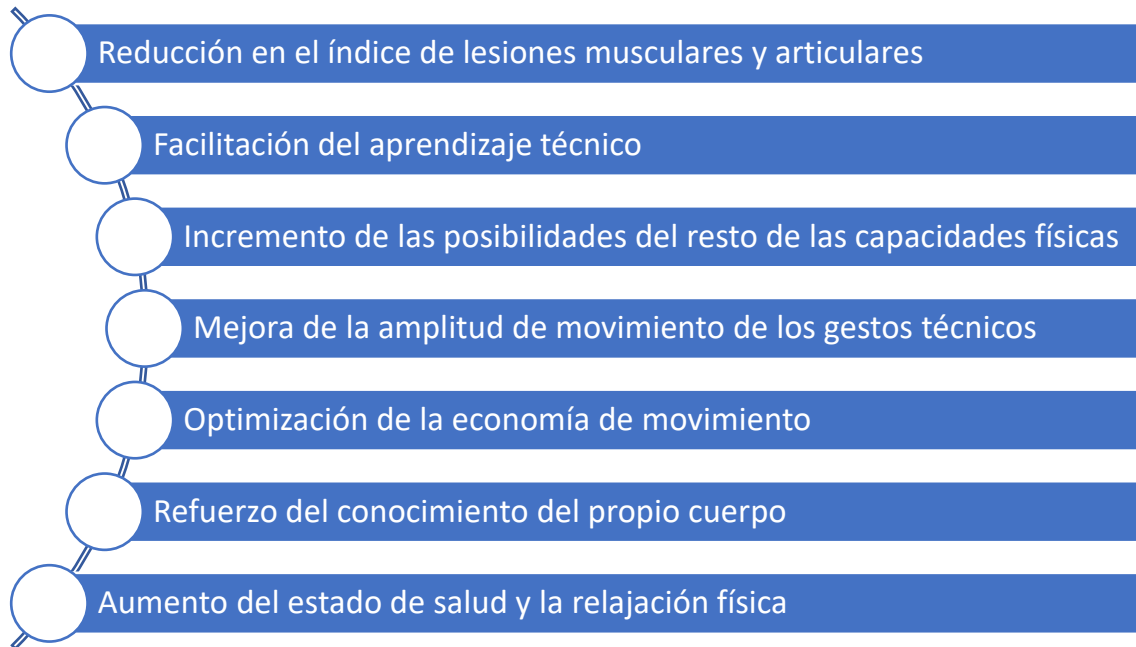 Reducción en el índice de lesiones musculares y articulares
Facilitación del aprendizaje técnico
Incremento de las posibilidades del resto de las capacidades físicas
Mejora de la amplitud de movimiento de los gestos técnicos
Optimización de la economía de movimiento
Refuerzo del conocimiento del propio cuerpo
Aumento del estado de salud y la relajación física